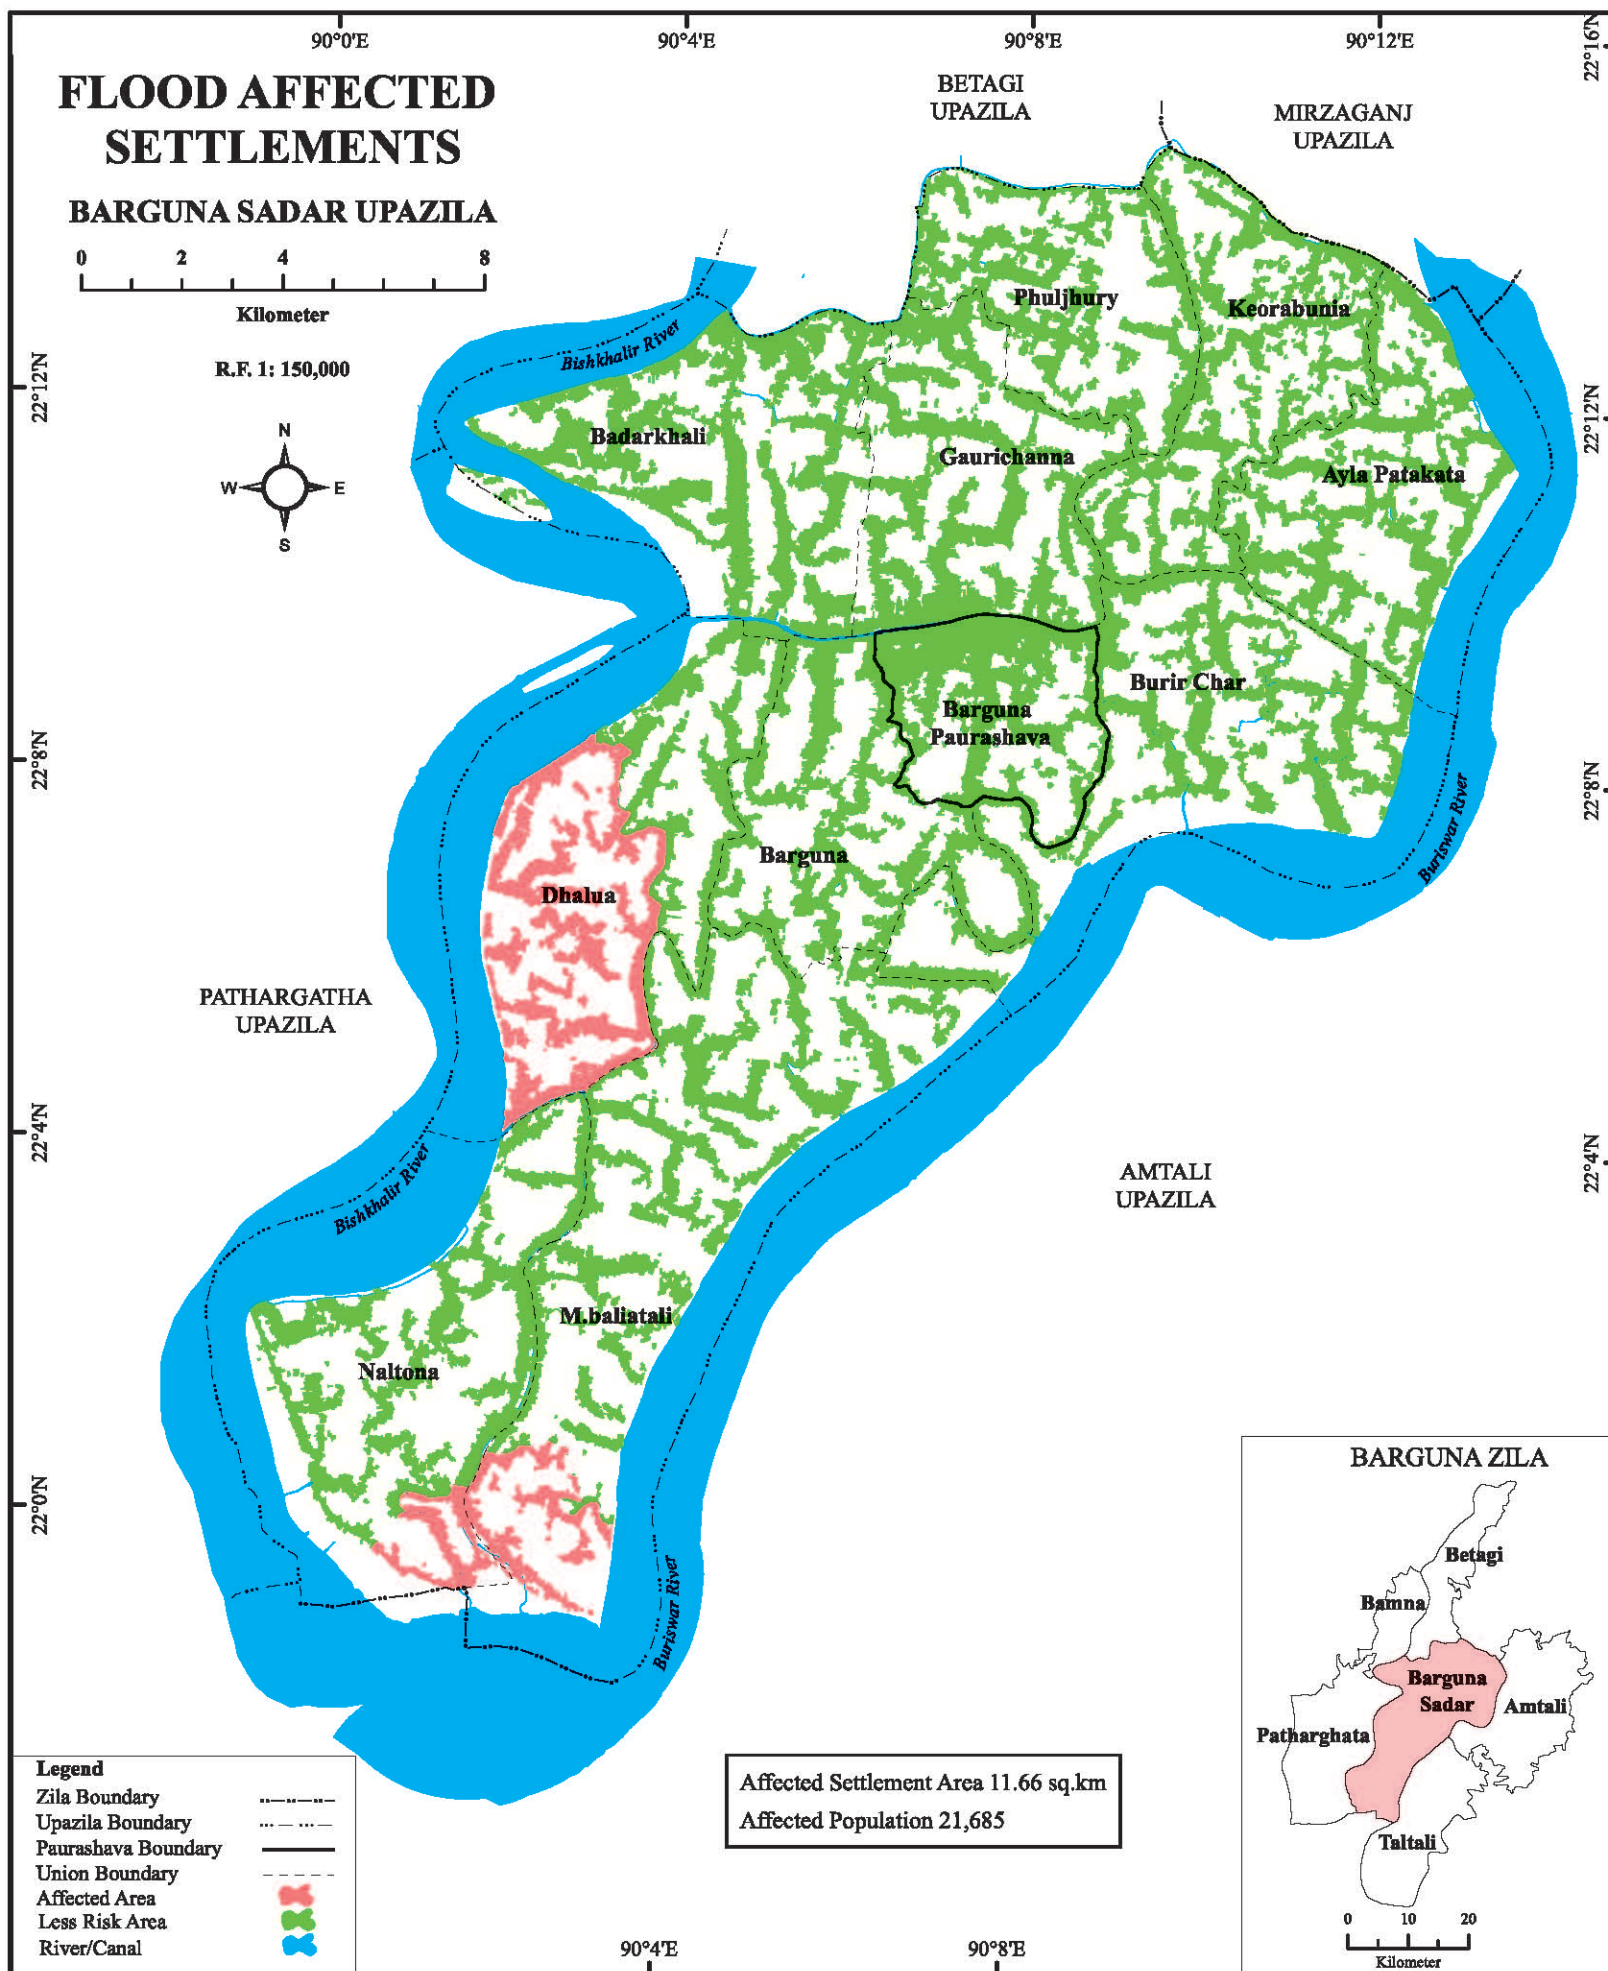 90°0'E
90°4'E
90°8'E
90°12'E
22°16'N
FLOOD AFFECTED
SETTLEMENTS
BARGUNA SADAR UPAZILA
0 2 4 6 8
Kilometer
R.F. 1: 150,000
N
W E
S
BETAGI
UPAZILA
MIRZAGANJ
UPAZILA
Bishkhalir River
Phuljhury
Keorabunia
22°12'N
22°12'N
Badarkhali
Gaurichanna
Ayla Patakata
Burir Char
Barguna
Paurashava
22°8'N
22°8'N
Buriswar River
Barguna
Dhalua
PATHARGATHA
UPAZILA
22°4'N
22°4'N
Bishkhalir River
AMTALI
UPAZILA
M.baliatali
Naltona
22°0'N
Buriswar River
BARGUNA ZILA
Betagi
Bamna
Barguna
Sadar
Amtali
Patharghata
Taltali
0 10 20
Kilometer
Affected Settlement Area 11.66 sq.km
Affected Population 21,685
Legend
Zila Boundary
Upazila Boundary
Paurashava Boundary
Union Boundary
Affected Area
Less Risk Area
River/Canal
90°4'E
90°8'E